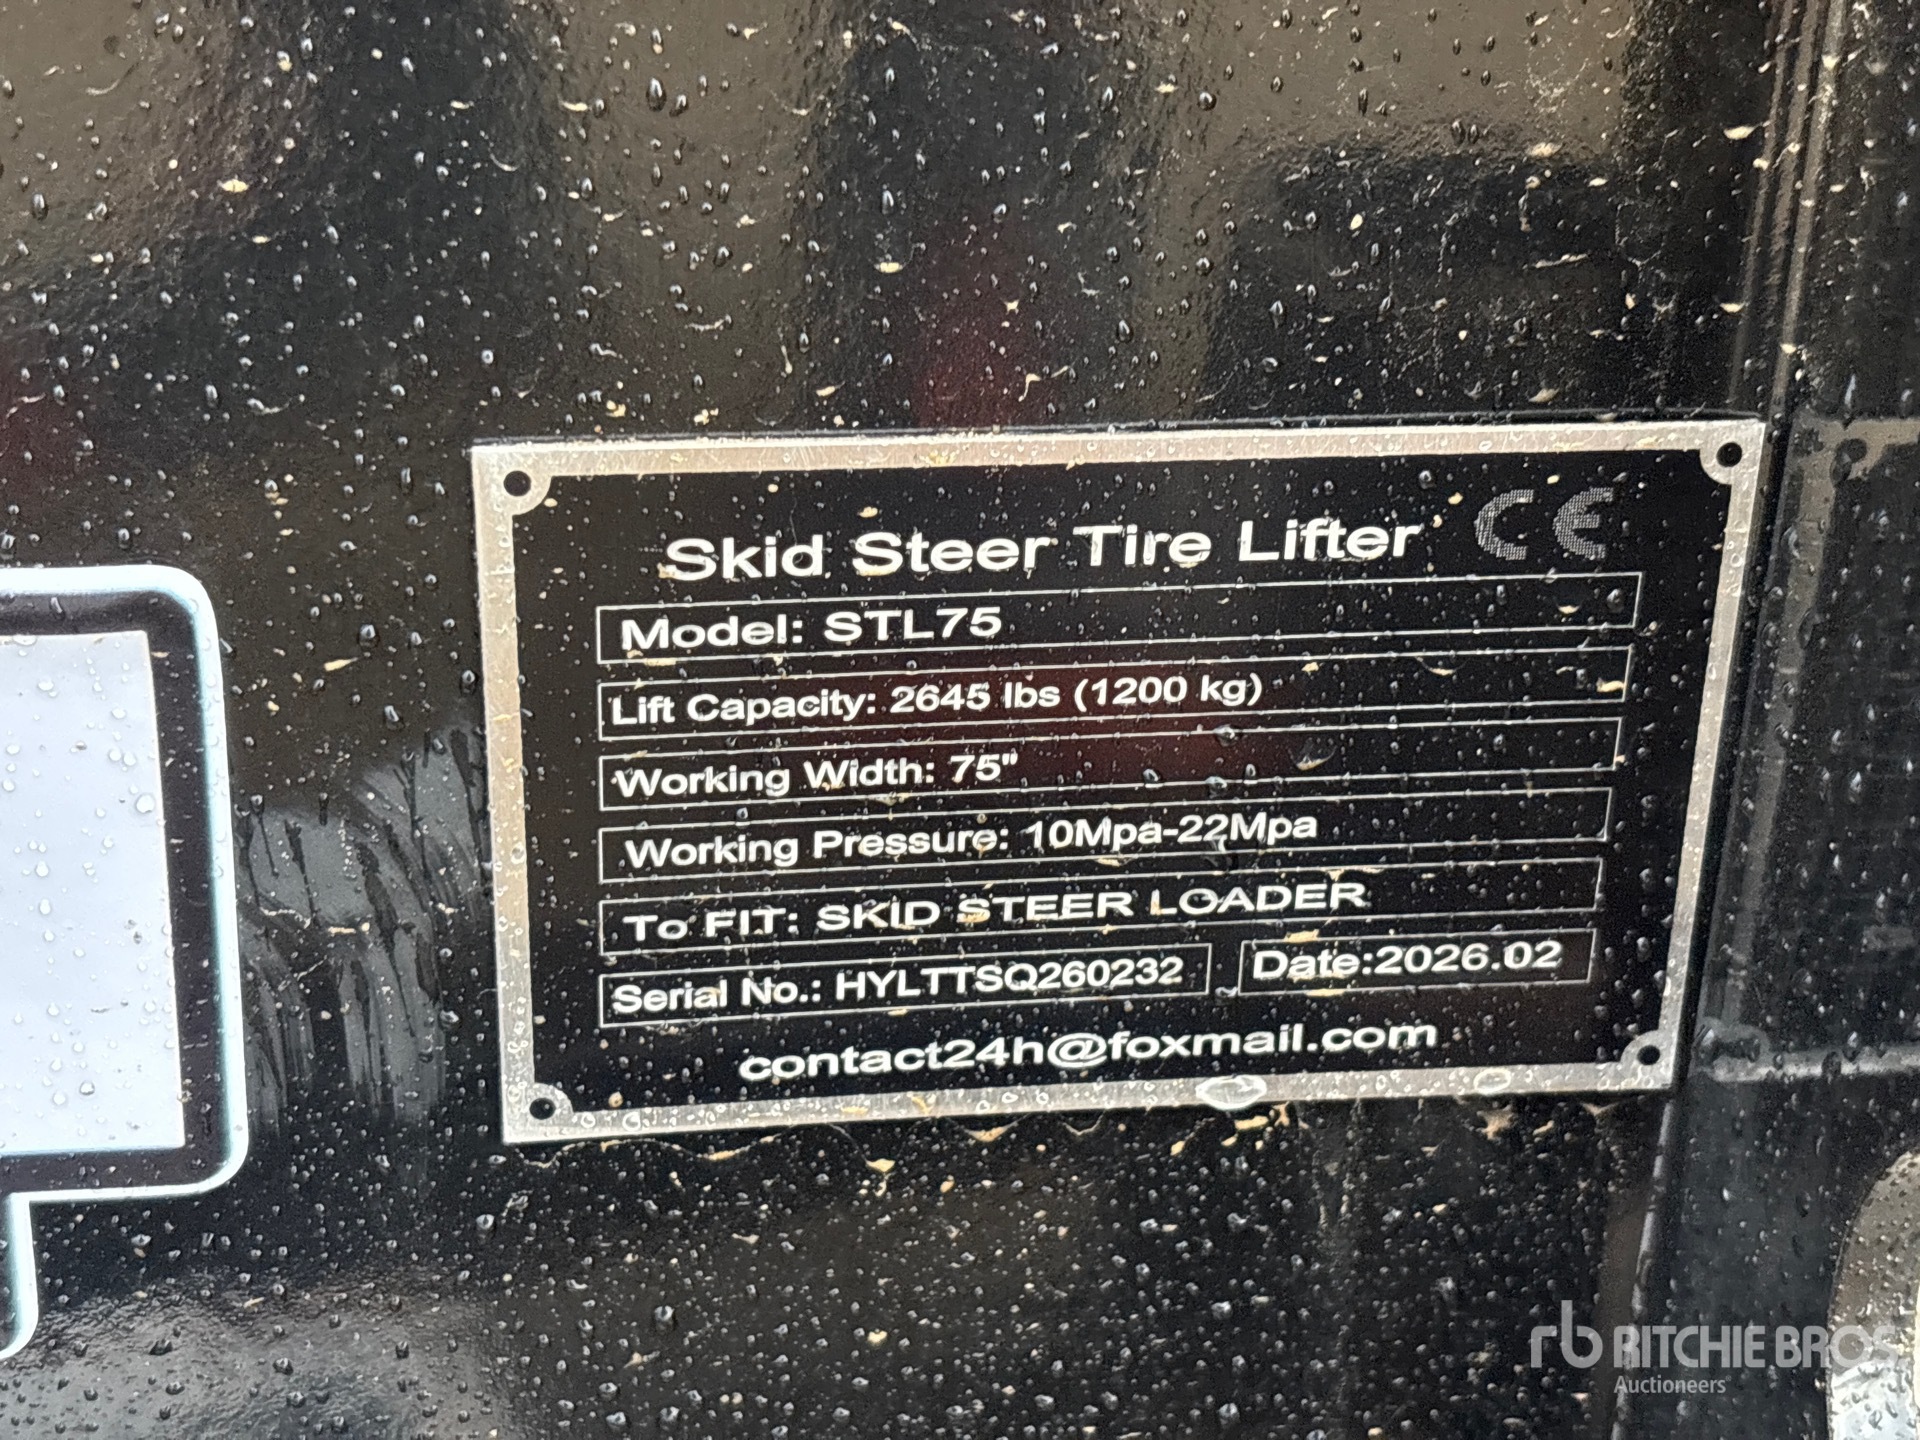 Skid Steer Tire Lifter CE
Model: STL75
Lift Capacity: 2645 lbs (1200 kg)
Working Width: 75"
Working Pressure: 10Mpa-22Mpa
To FIT: SKID STEER LOADER
Serial No.: HYLTTSQ260232 Date:2026.02
contact24h@foxmail.com
rb RITCHIE BROS
Auctioneers